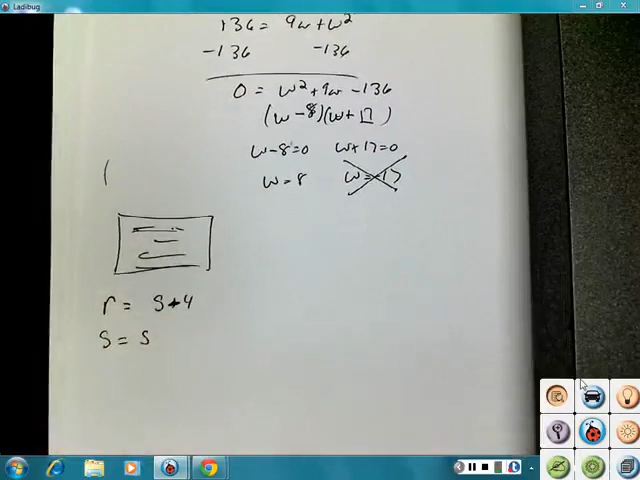 Ladibug
136 = 9w + w²
-136 -136
0 = w² + 9w - 136
(w - 8)(w + 17)
w - 8 = 0 w + 17 = 0
w = 8 w = -17
r = s + 4
s = s